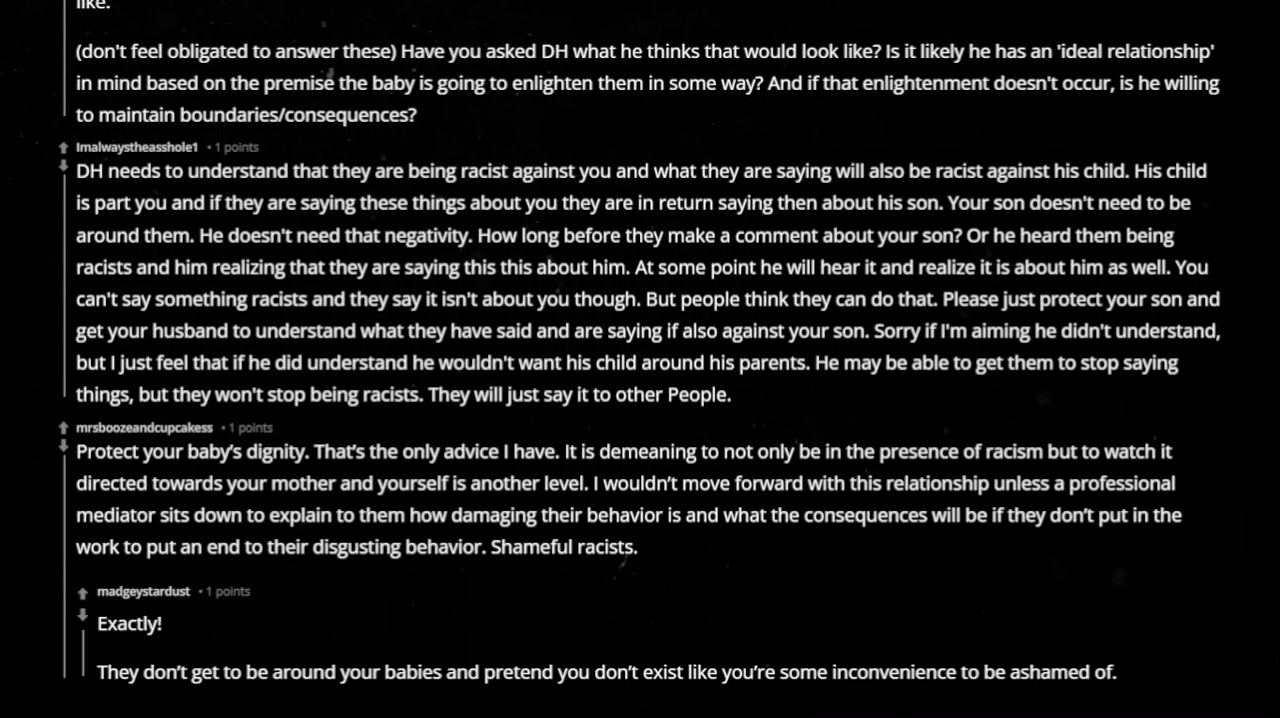 like.
(don't feel obligated to answer these) Have you asked DH what he thinks that would look like? Is it likely he has an 'ideal relationship'
in mind based on the premise the baby is going to enlighten them in some way? And if that enlightenment doesn't occur, is he willing
to maintain boundaries/consequences?
Imalwaystheasshole1 • 1 points
DH needs to understand that they are being racist against you and what they are saying will also be racist against his child. His child
is part you and if they are saying these things about you they are in return saying then about his son. Your son doesn't need to be
around them. He doesn't need that negativity. How long before they make a comment about your son? Or he heard them being
racists and him realizing that they are saying this this about him. At some point he will hear it and realize it is about him as well. You
can't say something racists and they say it isn't about you though. But people think they can do that. Please just protect your son and
get your husband to understand what they have said and are saying if also against your son. Sorry if I'm aiming he didn't understand,
but I just feel that if he did understand he wouldn't want his child around his parents. He may be able to get them to stop saying
things, but they won't stop being racists. They will just say it to other People.
mrsboozeandcupcakess • 1 points
Protect your baby's dignity. That's the only advice I have. It is demeaning to not only be in the presence of racism but to watch it
directed towards your mother and yourself is another level. I wouldn't move forward with this relationship unless a professional
mediator sits down to explain to them how damaging their behavior is and what the consequences will be if they don't put in the
work to put an end to their disgusting behavior. Shameful racists.
madgeystardust • 1 points
Exactly!
They don't get to be around your babies and pretend you don't exist like you're some inconvenience to be ashamed of.